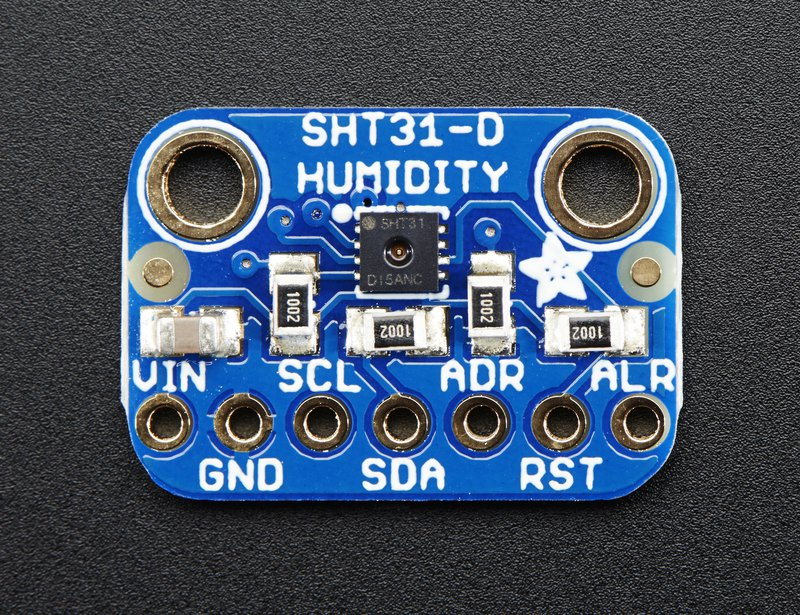 SHT31-D
HUMIDITY
SHT31
D15ANC
1002
1002
1002
1002
VIN SCL ADR ALR
GND SDA RST